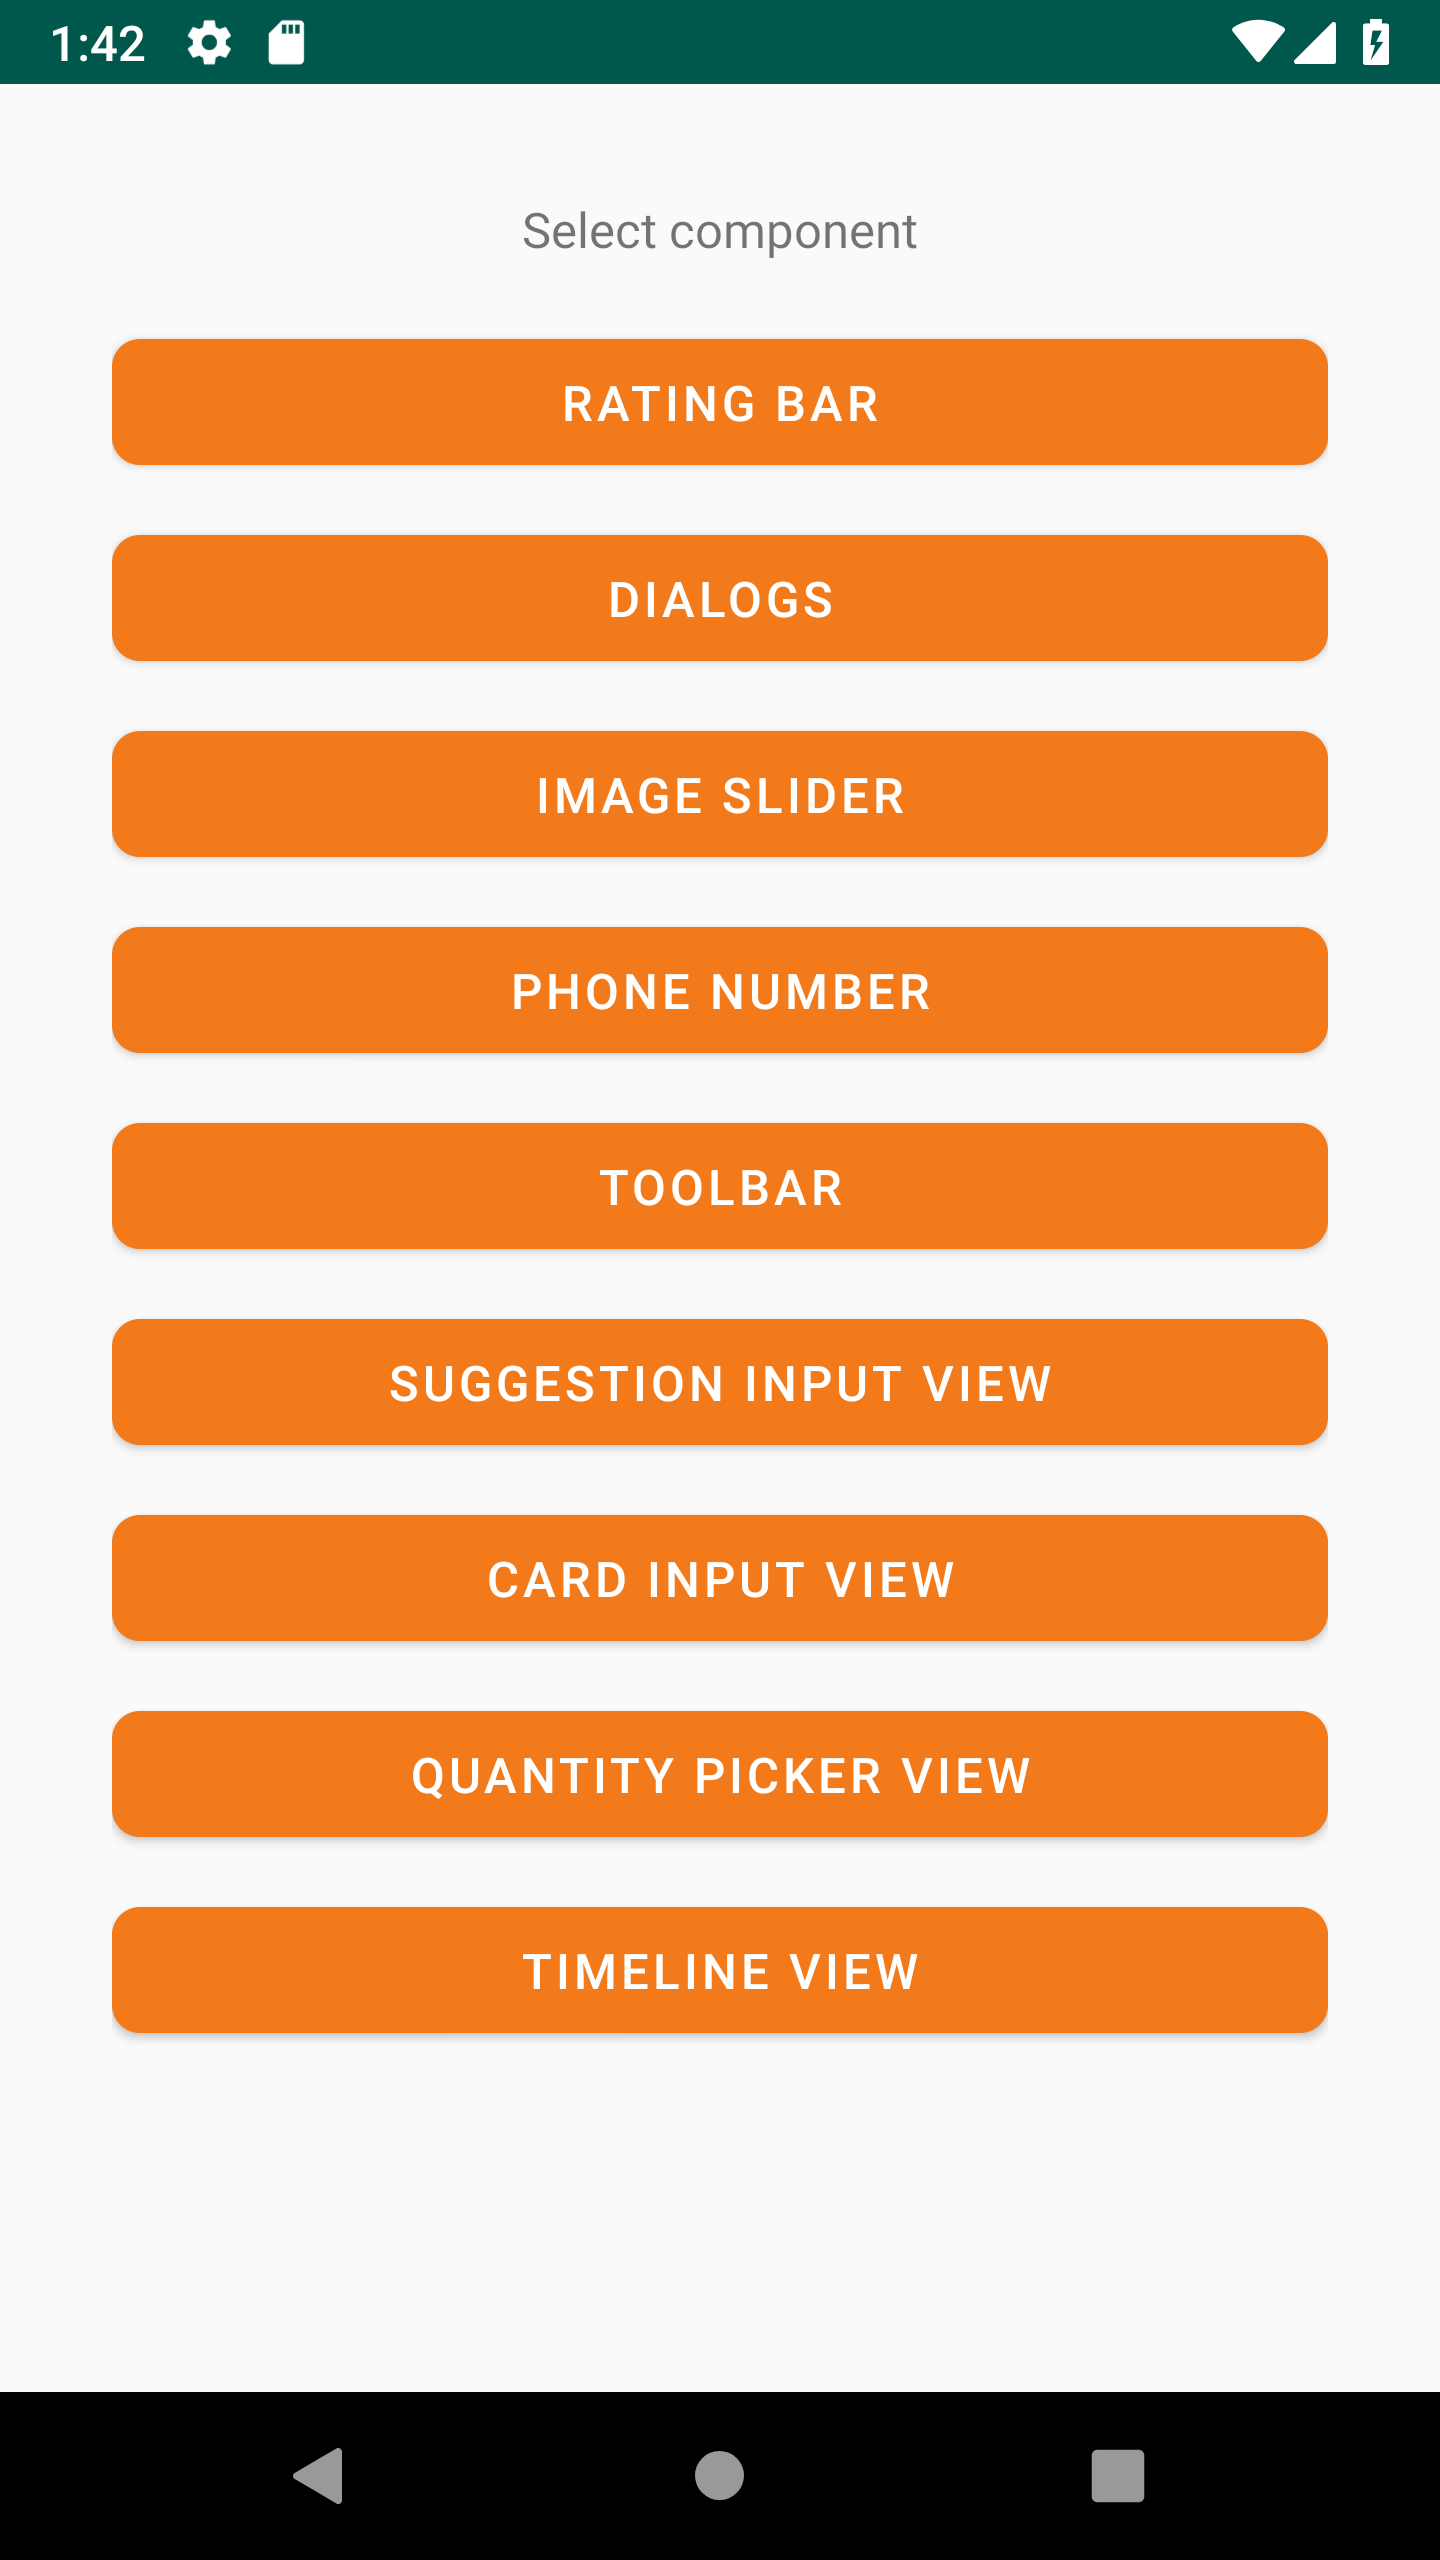 1:42
Select component
RATING BAR
DIALOGS
IMAGE SLIDER
PHONE NUMBER
TOOLBAR
SUGGESTION INPUT VIEW
CARD INPUT VIEW
QUANTITY PICKER VIEW
TIMELINE VIEW